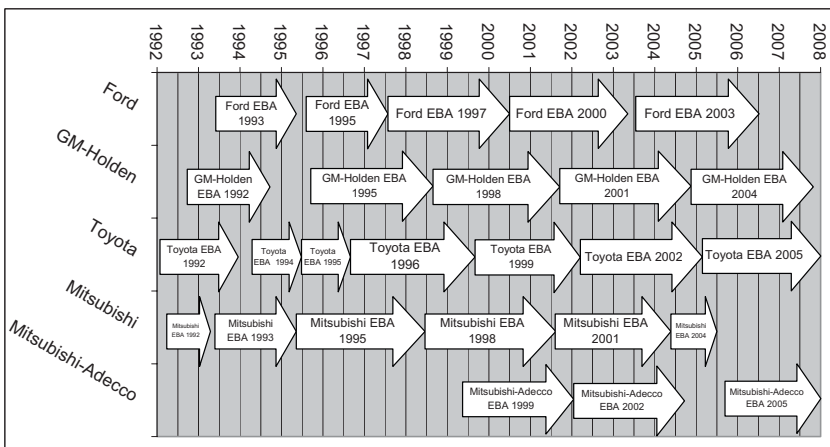 1992 1993 1994 1995 1996 1997 1998 1999 2000 2001 2002 2003 2004 2005 2006 2007 2008
Ford
Ford EBA
1993
Ford EBA
1995
Ford EBA 1997
Ford EBA 2000
Ford EBA 2003
GM-Holden
GM-Holden
EBA 1992
GM-Holden EBA
1995
GM-Holden EBA
1998
GM-Holden EBA
2001
GM-Holden EBA
2004
Toyota
Toyota EBA
1992
Toyota
EBA 1994
Toyota
EBA 1995
Toyota EBA
1996
Toyota EBA
1999
Toyota EBA 2002
Toyota EBA 2005
Mitsubishi
Mitsubishi
EBA 1992
Mitsubishi
EBA 1993
Mitsubishi EBA
1995
Mitsubishi EBA
1998
Mitsubishi EBA
2001
Mitsubishi
EBA 2004
Mitsubishi-Adecco
Mitsubishi-Adecco
EBA 1999
Mitsubishi-Adecco
EBA 2002
Mitsubishi-Adecco
EBA 2005